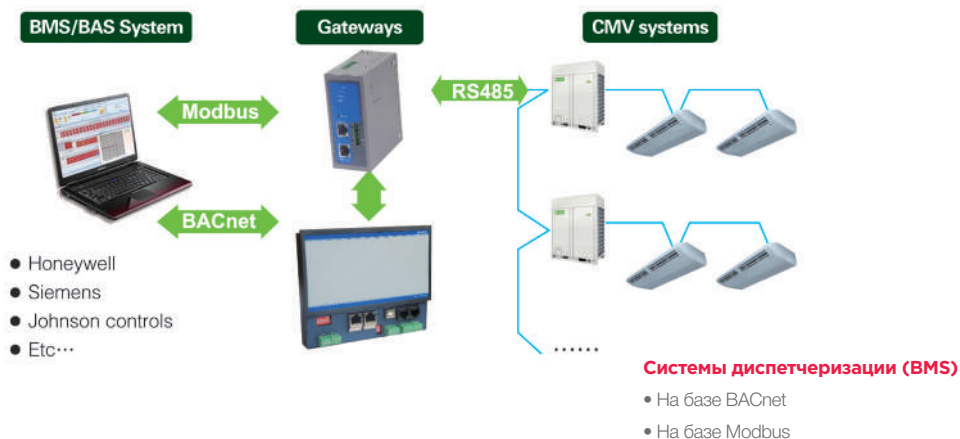 BMS/BAS System
Gateways
CMV systems
Modbus
RS485
BACnet
● Honeywell
● Siemens
● Johnson controls
● Etc···
······
Системы диспетчеризации (BMS)
• На базе BACnet
• На базе Modbus